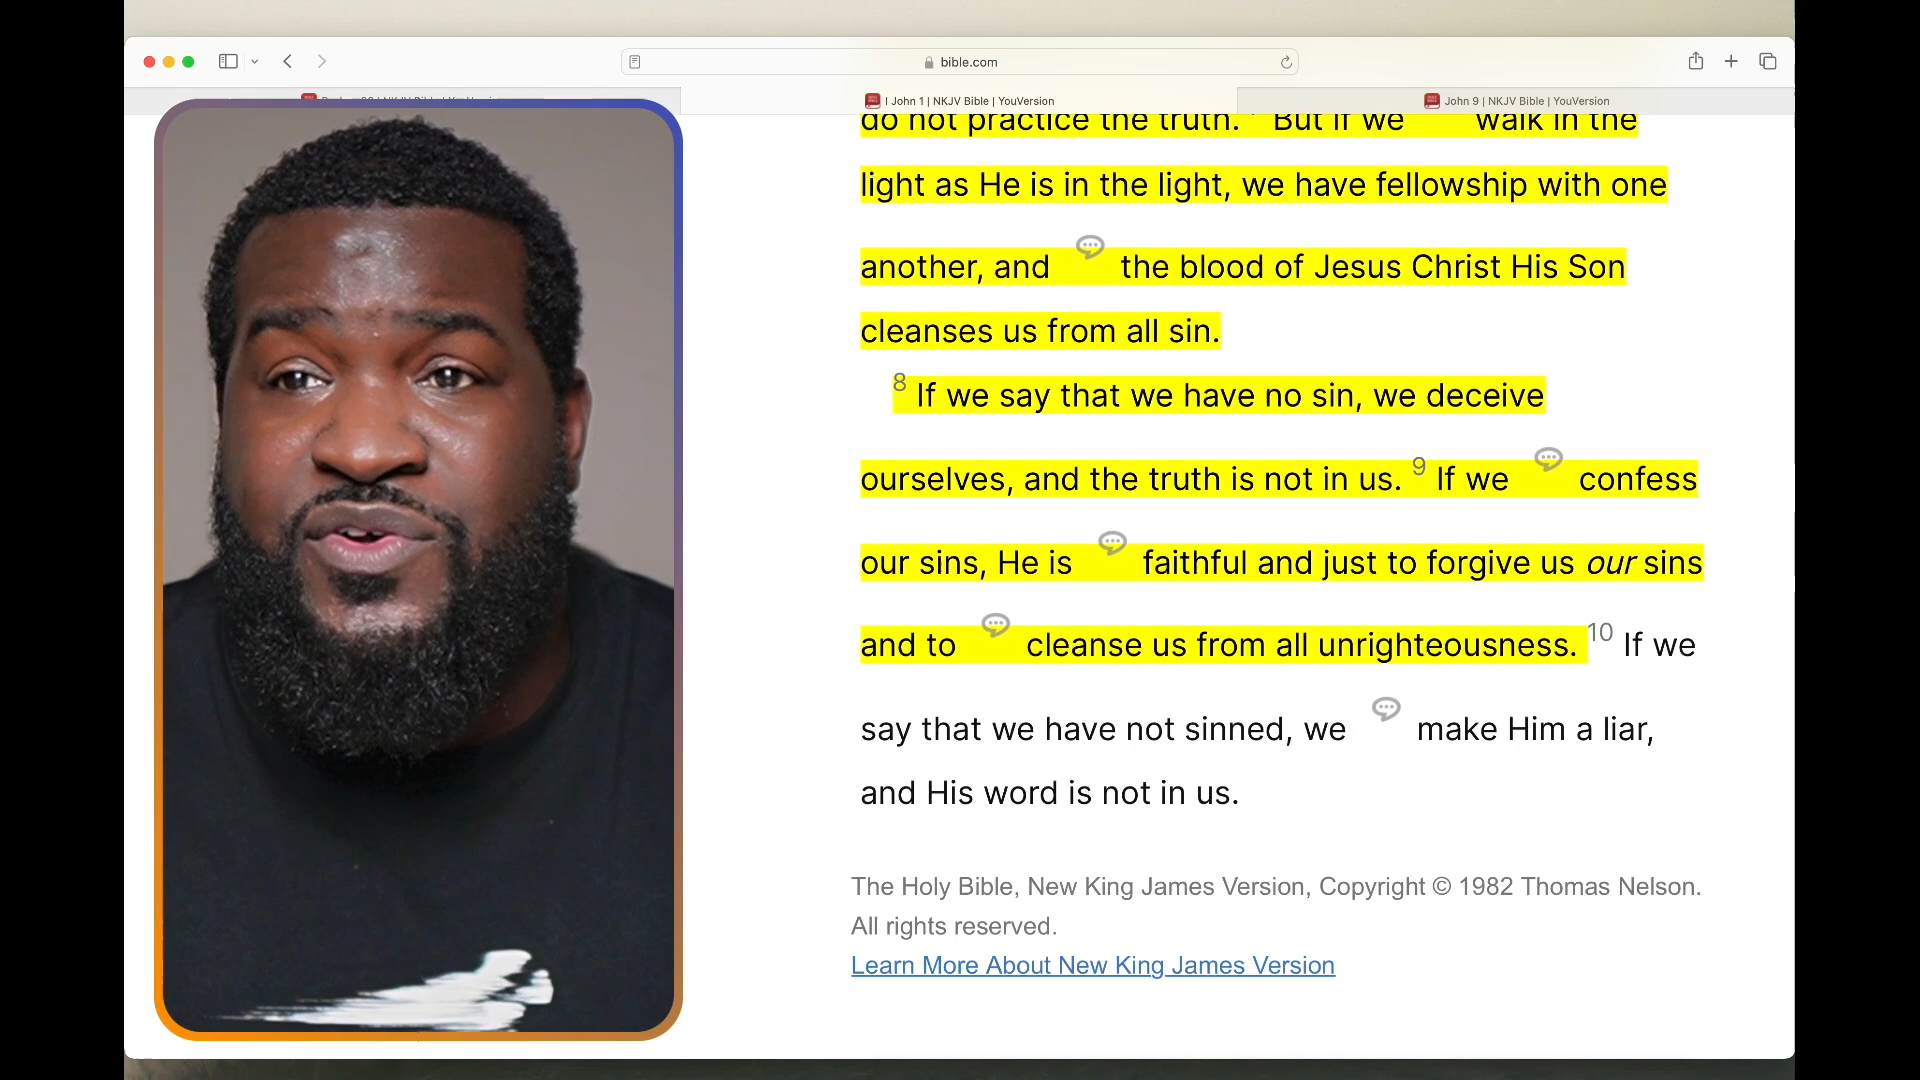 bible.com
I John 1 | NKJV Bible | YouVersion
John 9 | NKJV Bible | YouVersion
do not practice the truth. But if we walk in the
light as He is in the light, we have fellowship with one
another, and the blood of Jesus Christ His Son
cleanses us from all sin.
8 If we say that we have no sin, we deceive
ourselves, and the truth is not in us. 9 If we confess
our sins, He is faithful and just to forgive us our sins
and to cleanse us from all unrighteousness. 10 If we
say that we have not sinned, we make Him a liar,
and His word is not in us.
The Holy Bible, New King James Version, Copyright © 1982 Thomas Nelson.
All rights reserved.
Learn More About New King James Version